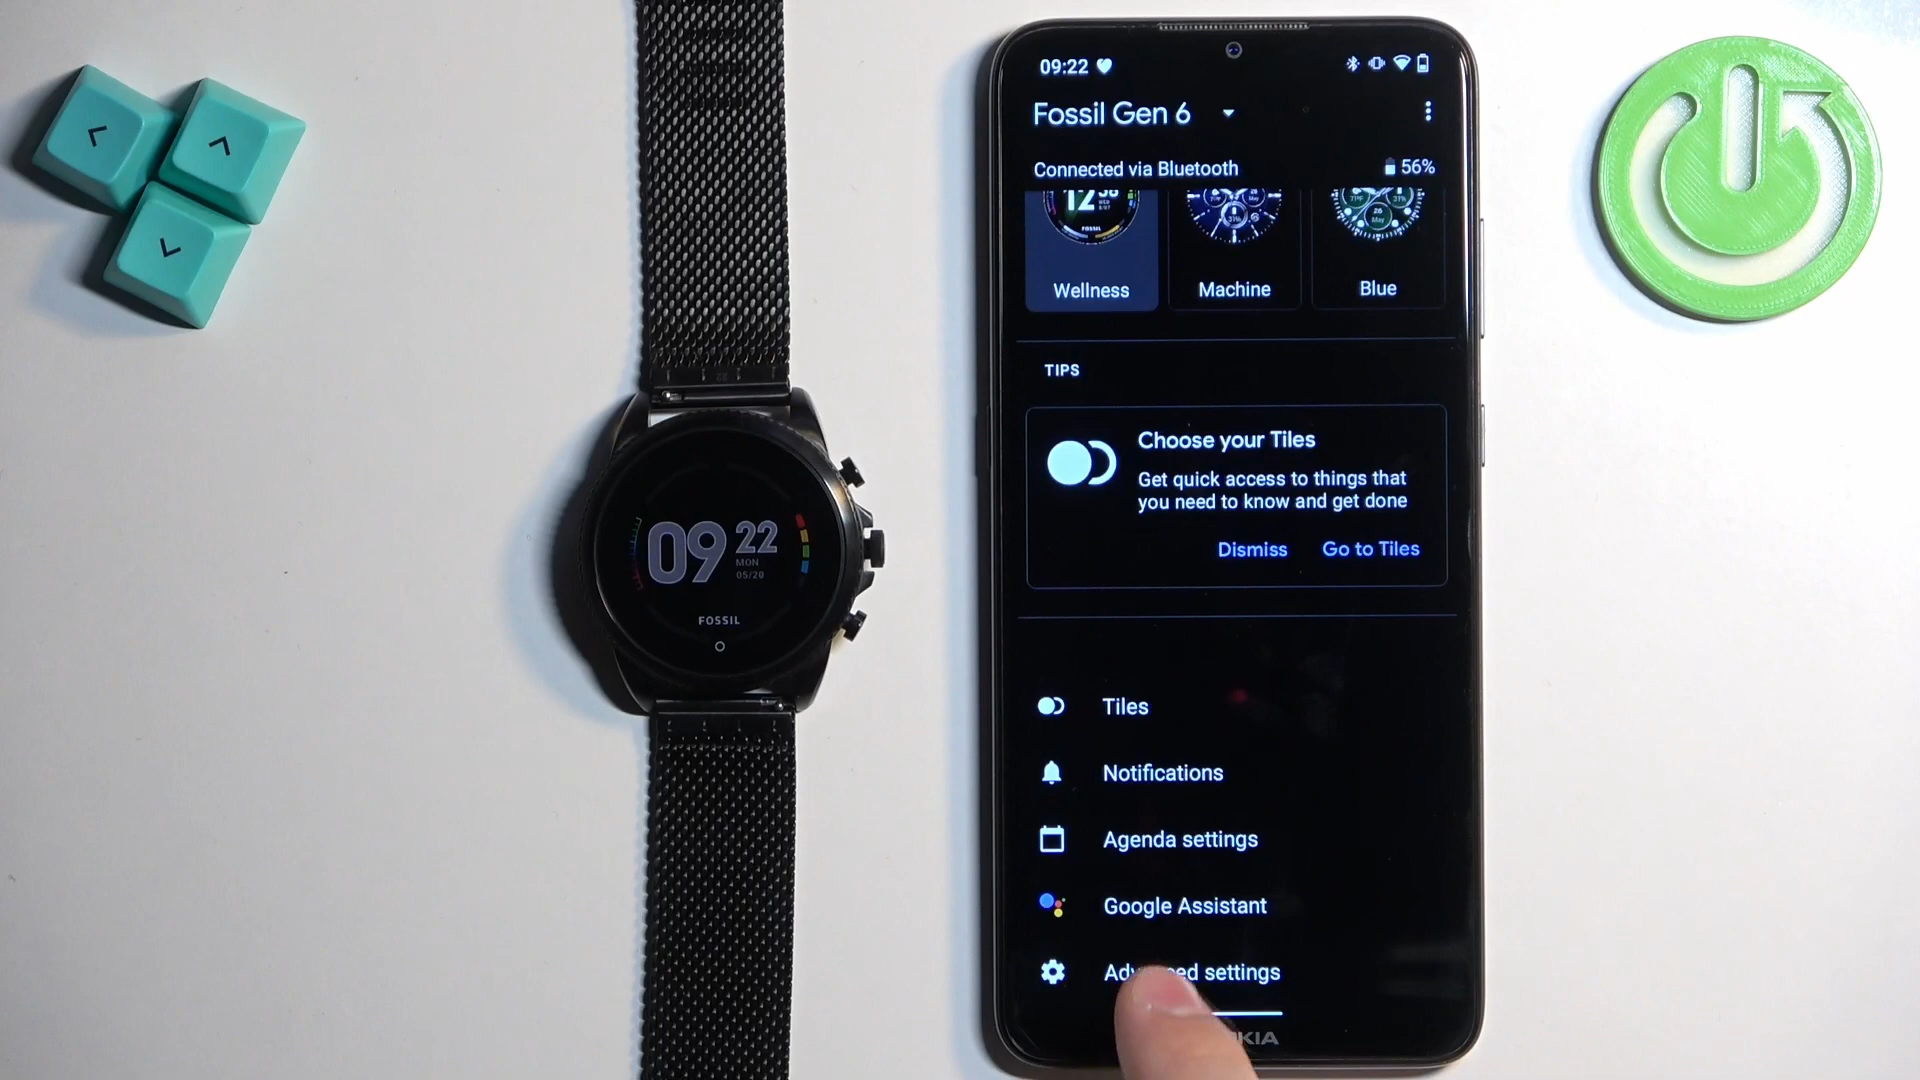 09:22
Fossil Gen 6
Connected via Bluetooth
56%
Wellness
Machine
Blue
TIPS
Choose your Tiles
Get quick access to things that
you need to know and get done
Dismiss
Go to Tiles
Tiles
Notifications
Agenda settings
Google Assistant
settings
09 22
MON
05/20
FOSSIL